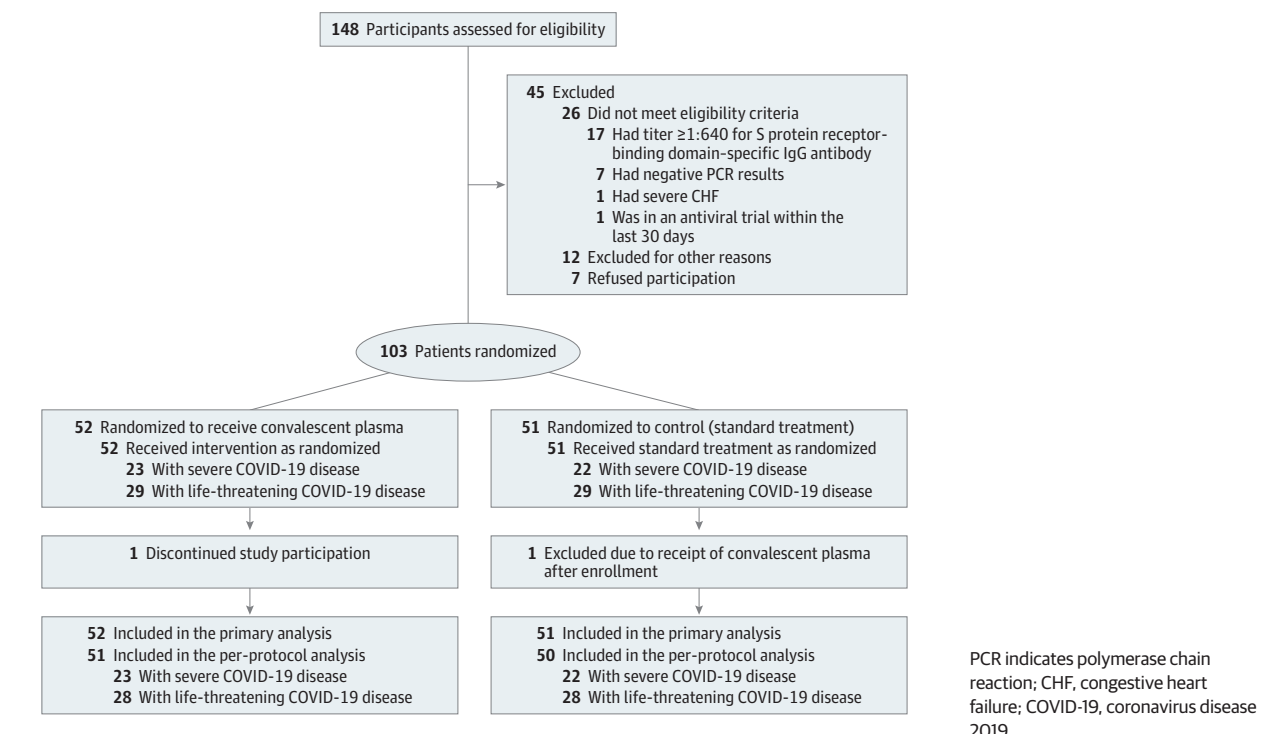 148 Participants assessed for eligibility
45 Excluded
26 Did not meet eligibility criteria
17 Had titer ≥1:640 for S protein receptor-
binding domain–specific IgG antibody
7 Had negative PCR results
1 Had severe CHF
1 Was in an antiviral trial within the
last 30 days
12 Excluded for other reasons
7 Refused participation
103 Patients randomized
52 Randomized to receive convalescent plasma
52 Received intervention as randomized
23 With severe COVID-19 disease
29 With life-threatening COVID-19 disease
51 Randomized to control (standard treatment)
51 Received standard treatment as randomized
22 With severe COVID-19 disease
29 With life-threatening COVID-19 disease
1 Discontinued study participation
1 Excluded due to receipt of convalescent plasma
after enrollment
52 Included in the primary analysis
51 Included in the per-protocol analysis
23 With severe COVID-19 disease
28 With life-threatening COVID-19 disease
51 Included in the primary analysis
50 Included in the per-protocol analysis
22 With severe COVID-19 disease
28 With life-threatening COVID-19 disease
PCR indicates polymerase chain
reaction; CHF, congestive heart
failure; COVID-19, coronavirus disease
2019